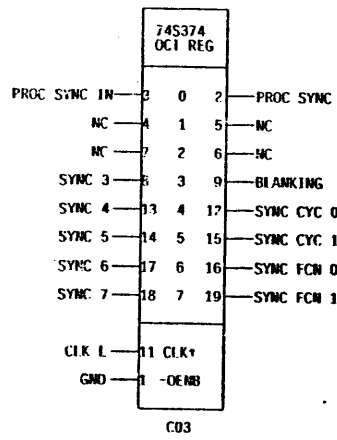 74S374
OCT REG
PROC SYNC IN 3 0 2 PROC SYNC
NC 4 1 5 NC
NC 7 2 6 NC
SYNC 3 8 3 9 BLANKING
SYNC 4 13 4 12 SYNC CYC 0
SYNC 5 14 5 15 SYNC CYC 1
SYNC 6 17 6 16 SYNC FCN 0
SYNC 7 18 7 19 SYNC FCN 1
CLK L 11 CLK↑
GND 1 -OENB
C03